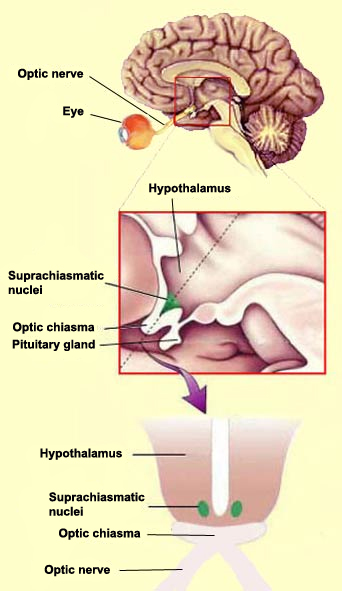 Optic nerve
Eye
Hypothalamus
Suprachiasmatic
nuclei
Optic chiasma
Pituitary gland
Hypothalamus
Suprachiasmatic
nuclei
Optic chiasma
Optic nerve